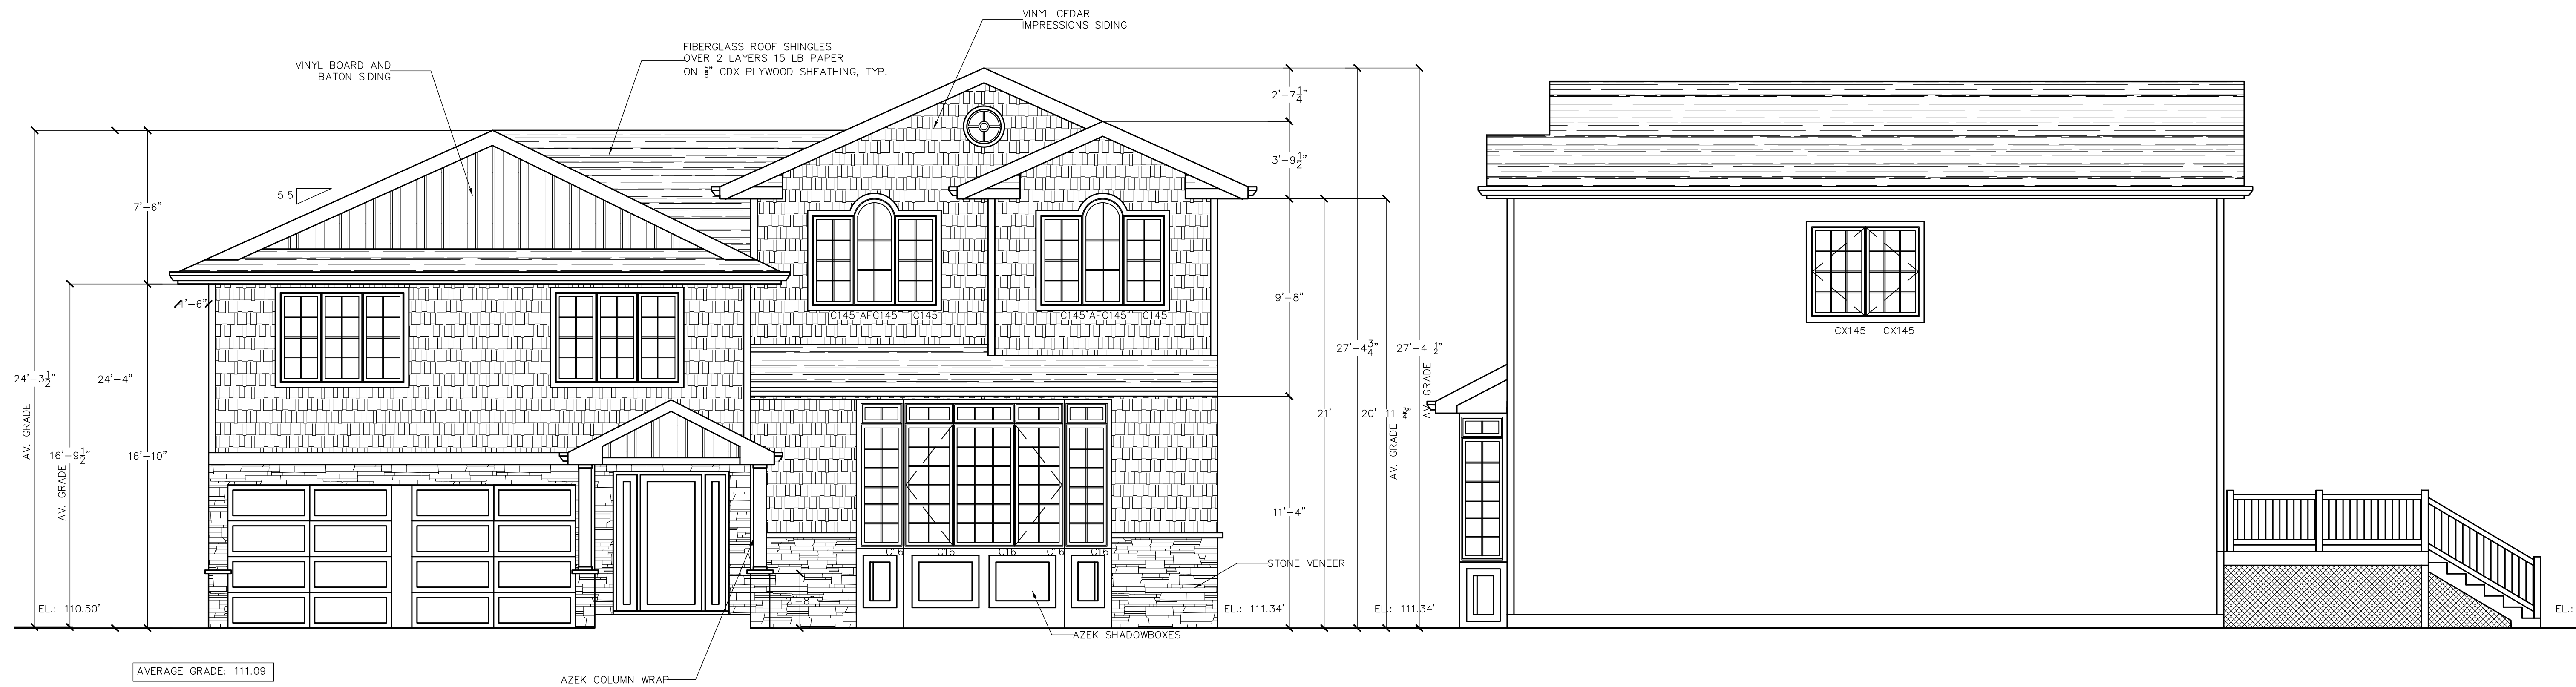 VINYL CEDAR
IMPRESSIONS SIDING
FIBERGLASS ROOF SHINGLES
OVER 2 LAYERS 15 LB PAPER
ON 5/8" CDX PLYWOOD SHEATHING, TYP.
VINYL BOARD AND
BATON SIDING
2'-7 1/4"
3'-9 1/2"
5.5
7'-6"
1'-6"
9'-8"
C145 AFC145 C145
C145 AFC145 C145
CX145 CX145
27'-4 3/4"
27'-4 1/2"
AV. GRADE
24'-3 1/2"
AV. GRADE
24'-4"
21'
20'-11 3/4"
AV. GRADE
16'-9 1/2"
AV. GRADE
16'-10"
11'-4"
C16 C16 C16 C16 C16
STONE VENEER
2'-8"
EL.: 110.50'
EL.: 111.34'
EL.: 111.34'
EL.:
AZEK SHADOWBOXES
AVERAGE GRADE: 111.09
AZEK COLUMN WRAP